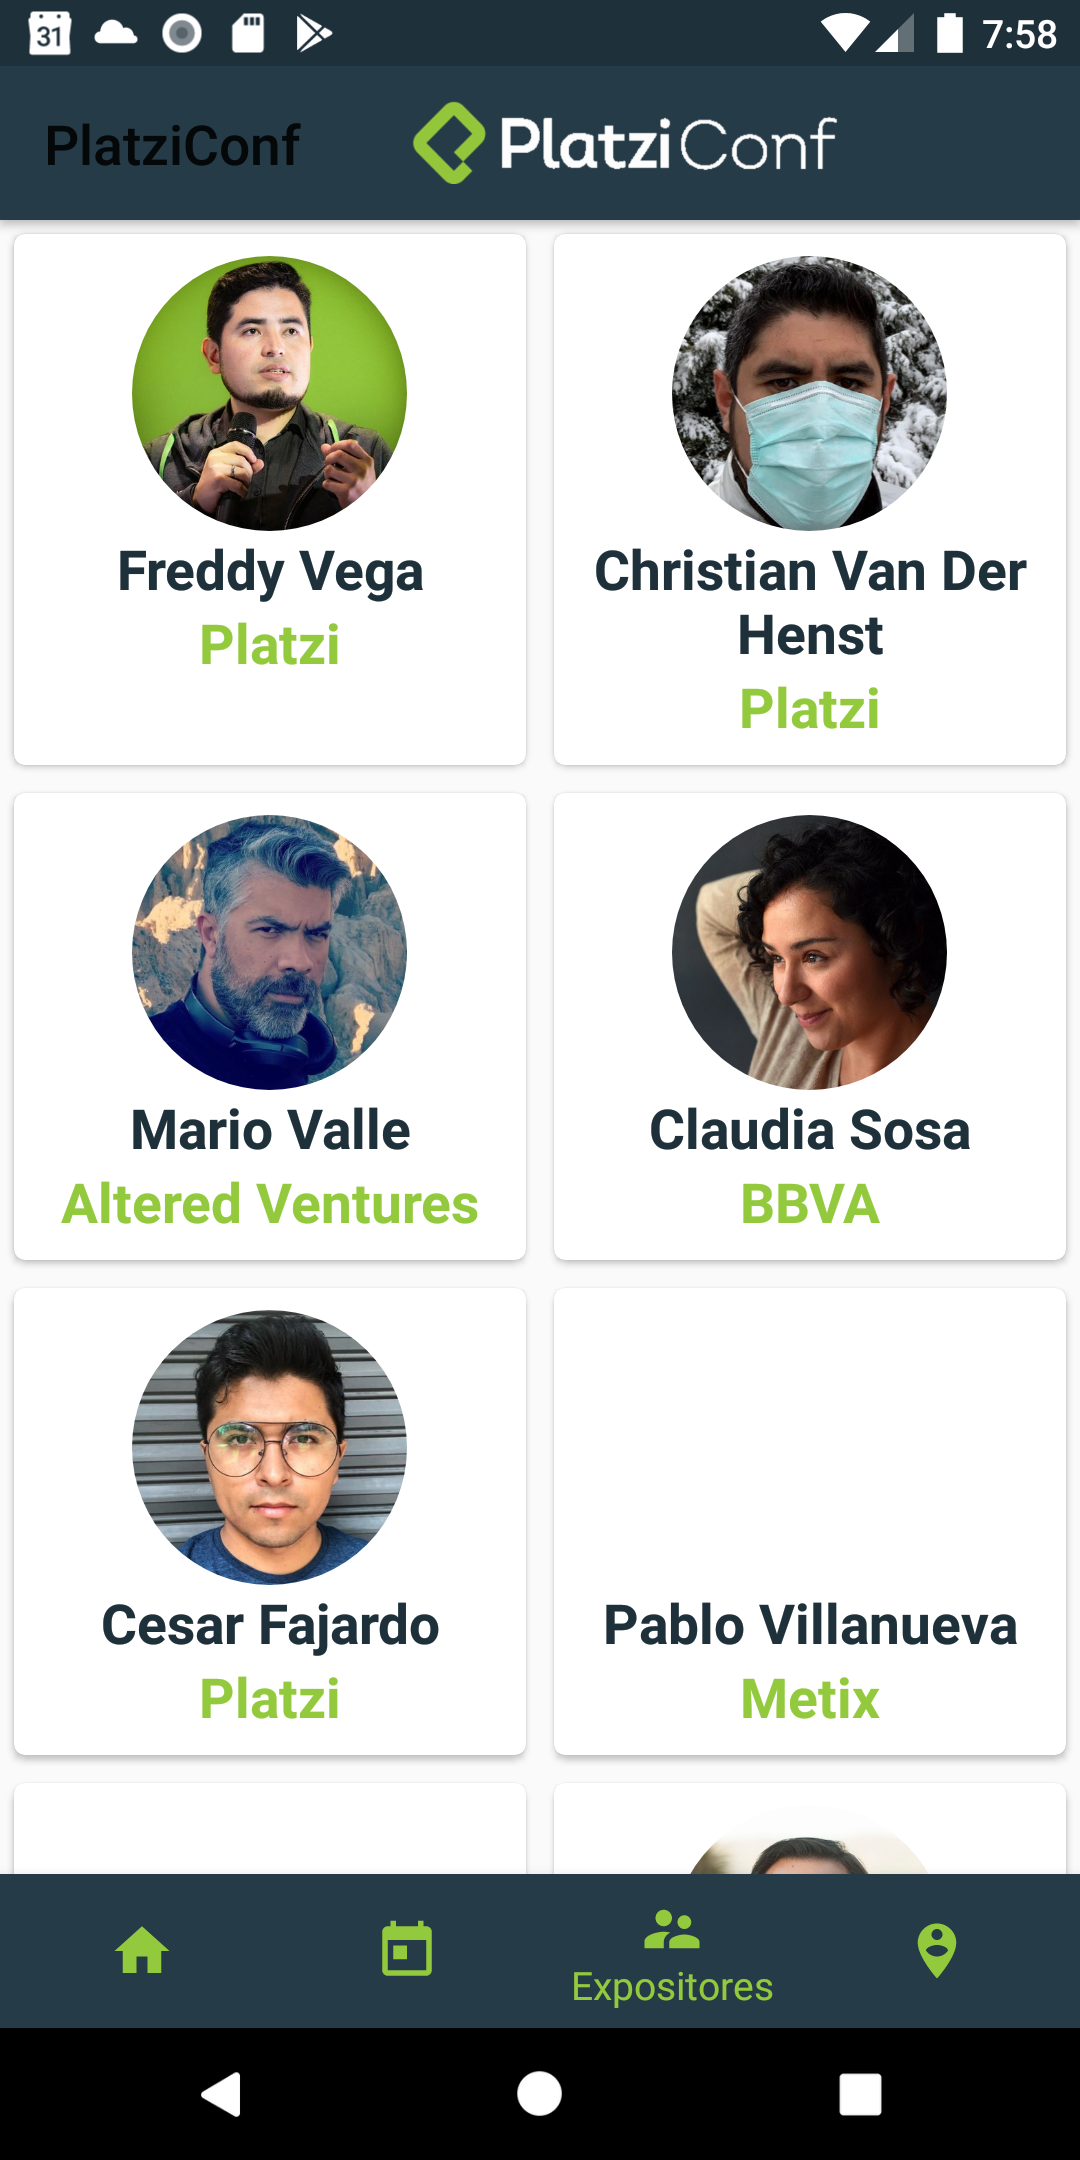 31
7:58
PlatziConf
PlatziConf
Freddy Vega
Platzi
Christian Van Der
Henst
Platzi
Mario Valle
Altered Ventures
Claudia Sosa
BBVA
Cesar Fajardo
Platzi
Pablo Villanueva
Metix
Expositores